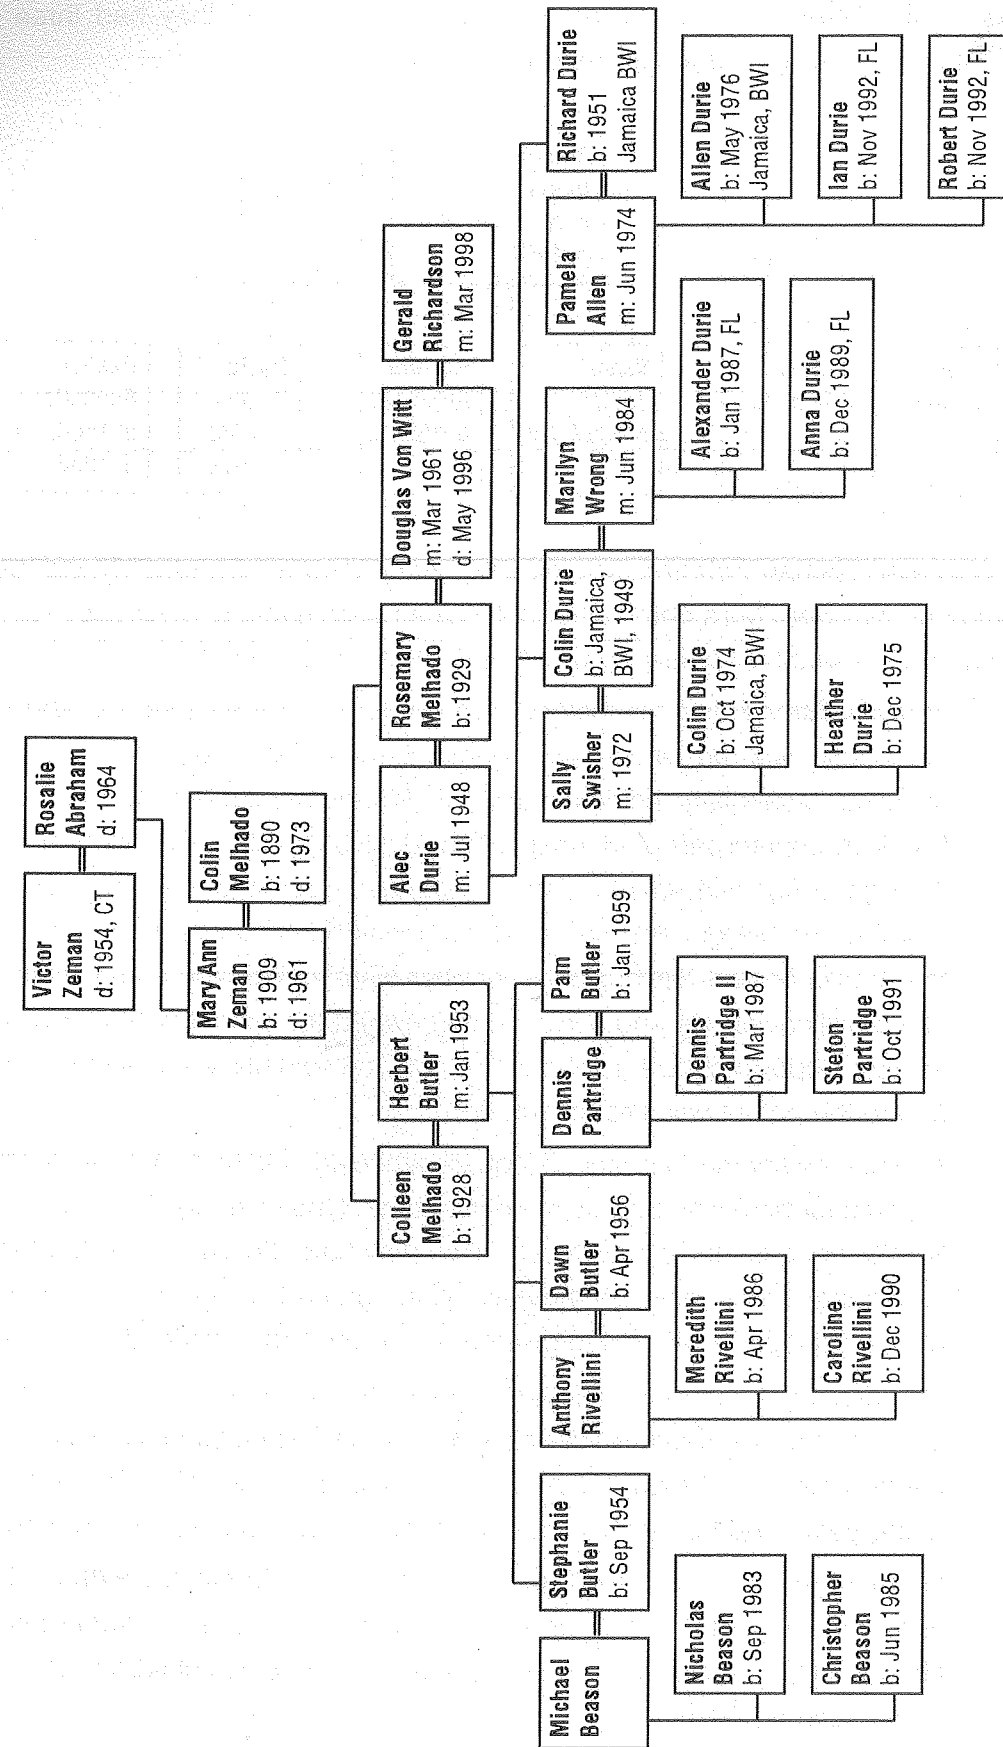 Victor
Zeman
d: 1954, CT
Rosalie
Abraham
d: 1964
Mary Ann
Zeman
b: 1909
d: 1961
Colin
Melhado
b: 1890
d: 1973
Colleen
Melhado
b: 1928
Herbert
Butler
m: Jan 1953
Alec
Durie
m: Jul 1948
Rosemary
Melhado
b: 1929
Douglas Von Witt
m: Mar 1961
d: May 1996
Gerald
Richardson
m: Mar 1998
Michael
Beason
Stephanie
Butler
b: Sep 1954
Anthony
Rivellini
Dawn
Butler
b: Apr 1956
Dennis
Partridge
Pam
Butler
b: Jan 1959
Sally
Swisher
m: 1972
Colin Durie
b: Jamaica,
BWI, 1949
Marilyn
Wrong
m: Jun 1984
Pamela
Allen
m: Jun 1974
Richard Durie
b: 1951
Jamaica BWI
Nicholas
Beason
b: Sep 1983
Christopher
Beason
b: Jun 1985
Meredith
Rivellini
b: Apr 1986
Caroline
Rivellini
b: Dec 1990
Dennis
Partridge II
b: Mar 1987
Stefon
Partridge
b: Oct 1991
Colin Durie
b: Oct 1974
Jamaica, BWI
Heather
Durie
b: Dec 1975
Alexander Durie
b: Jan 1987, FL
Anna Durie
b: Dec 1989, FL
Allen Durie
b: May 1976
Jamaica, BWI
Ian Durie
b: Nov 1992, FL
Robert Durie
b: Nov 1992, FL